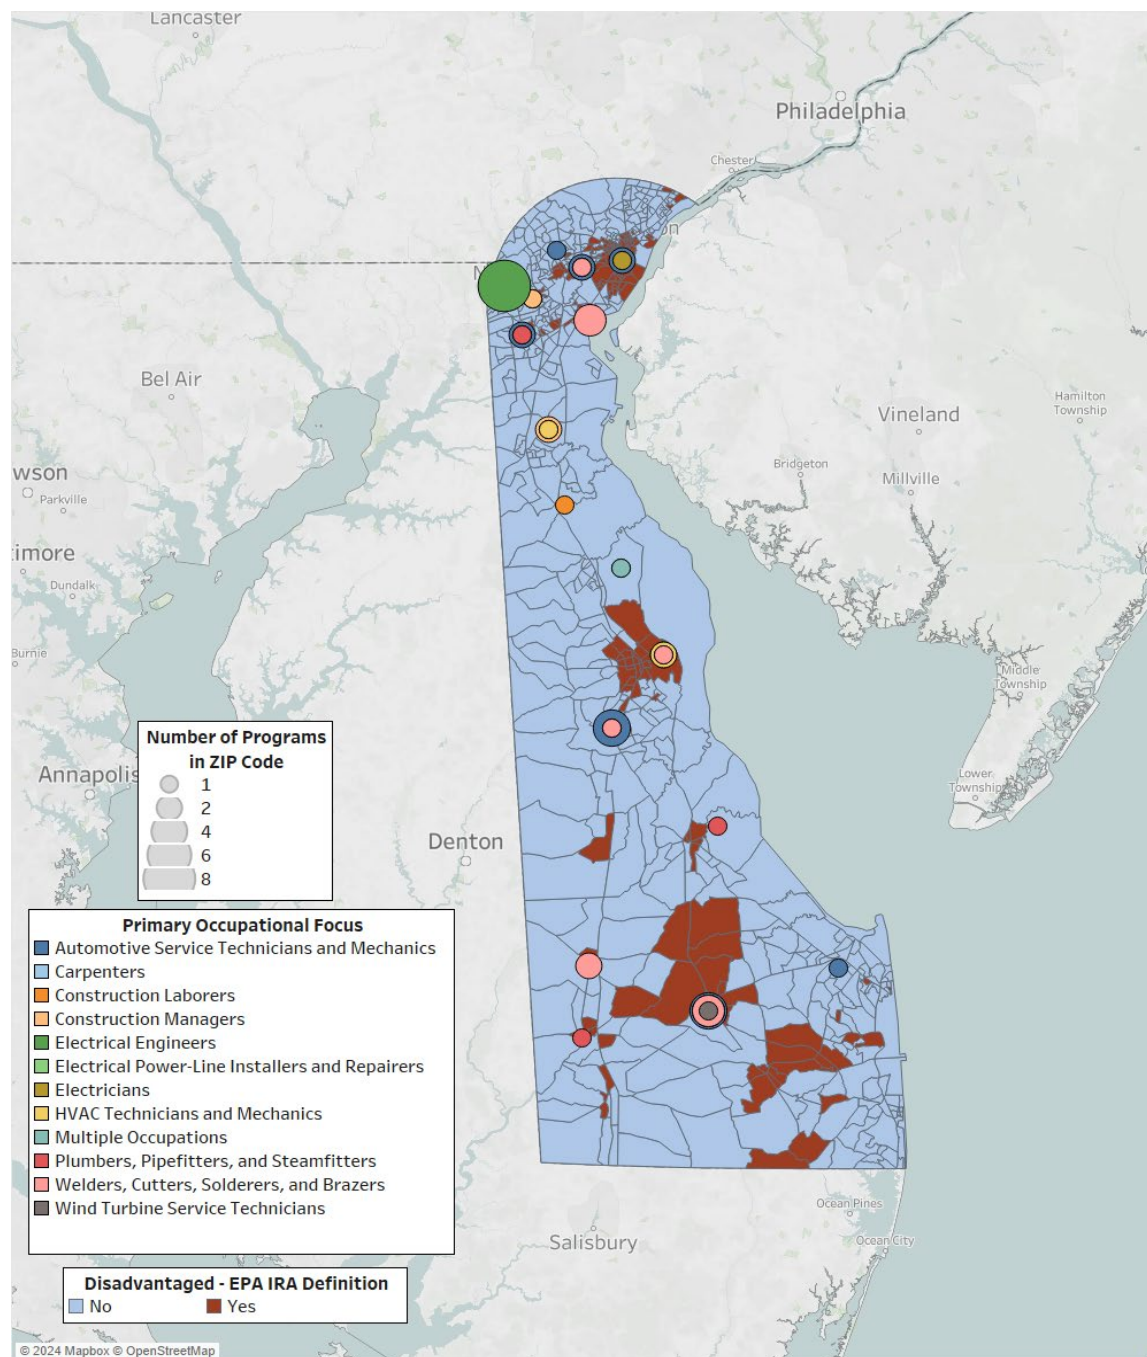 Lancaster
Philadelphia
Chester
on
N
Bel Air
Hamilton
Township
Vineland
wson
Parkville
Bridgeton
Millville
timore
Dundalk
Burnie
Middle
Township
Number of Programs
in ZIP Code
1
2
4
6
8
Annapolis
Lower
Township
Denton
Primary Occupational Focus
Automotive Service Technicians and Mechanics
Carpenters
Construction Laborers
Construction Managers
Electrical Engineers
Electrical Power-Line Installers and Repairers
Electricians
HVAC Technicians and Mechanics
Multiple Occupations
Plumbers, Pipefitters, and Steamfitters
Welders, Cutters, Solderers, and Brazers
Wind Turbine Service Technicians
Ocean Pines
Salisbury
Ocean City
Disadvantaged - EPA IRA Definition
No Yes
© 2024 Mapbox © OpenStreetMap